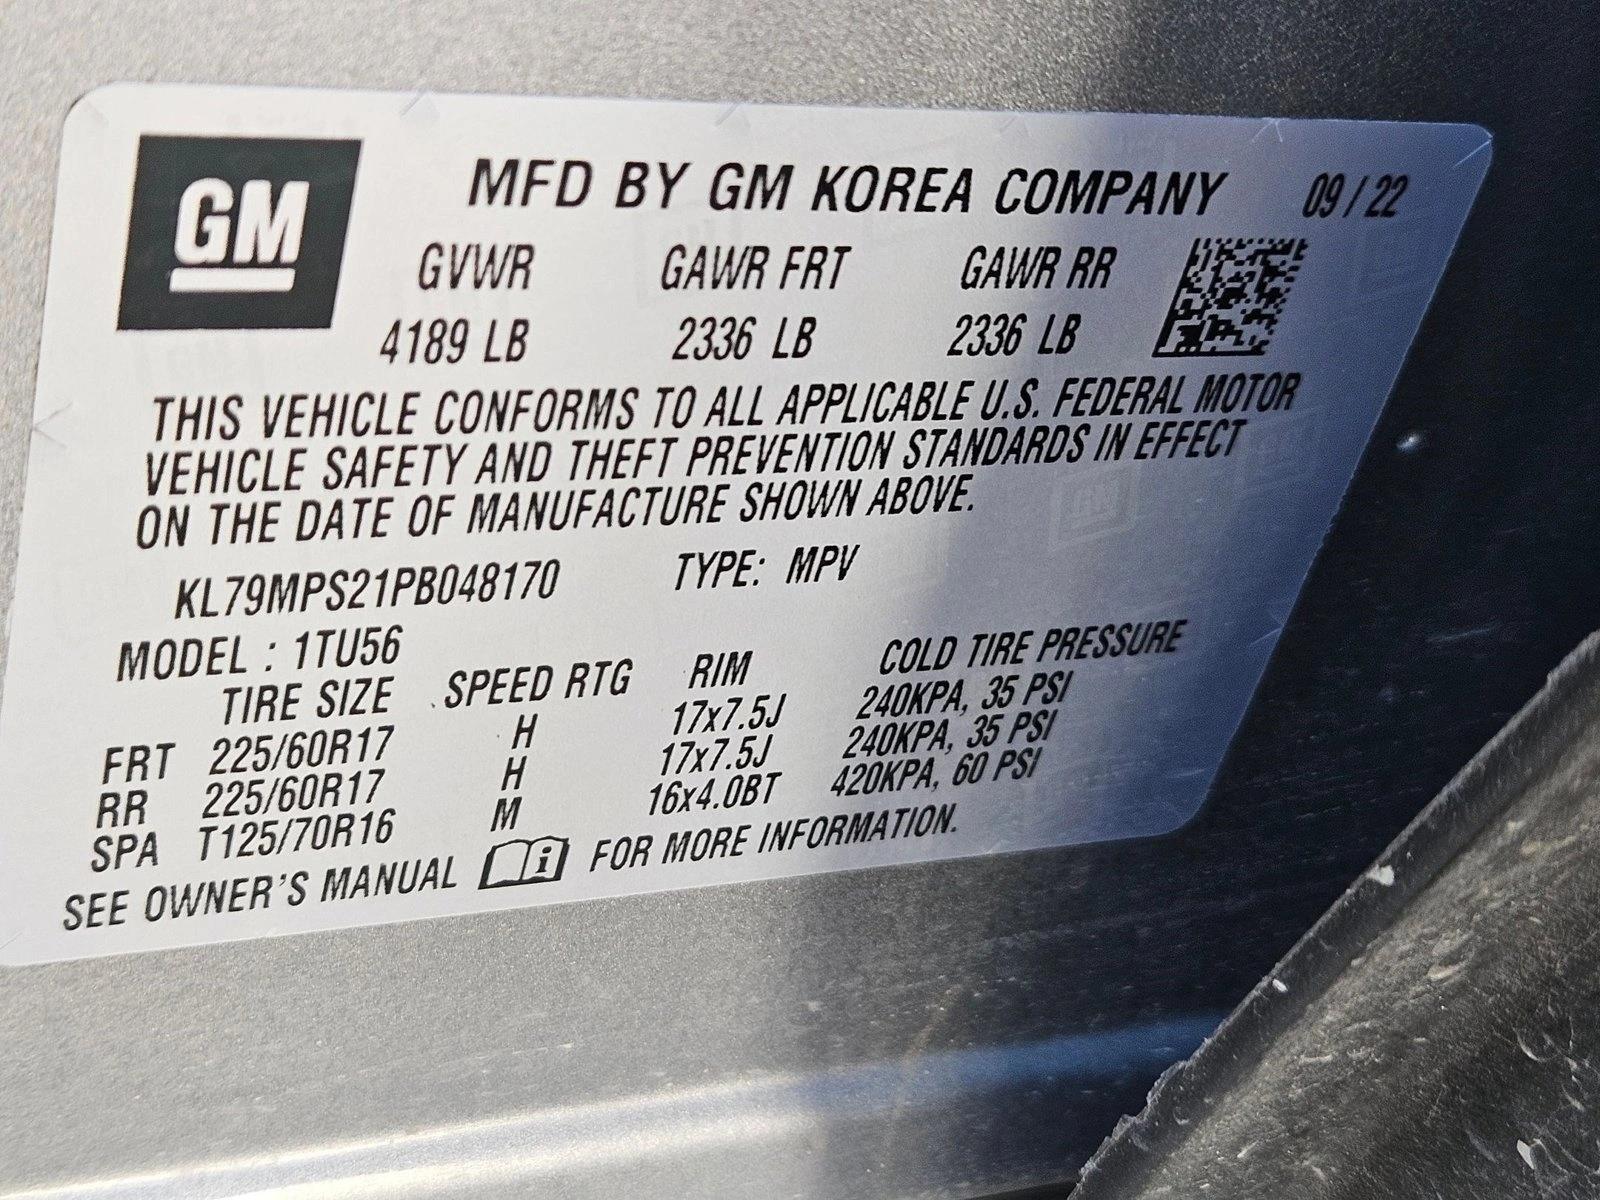 GM
MFD BY GM KOREA COMPANY 09 / 22
GVWR GAWR FRT GAWR RR
4189 LB 2336 LB 2336 LB
THIS VEHICLE CONFORMS TO ALL APPLICABLE U.S. FEDERAL MOTOR
VEHICLE SAFETY AND THEFT PREVENTION STANDARDS IN EFFECT
ON THE DATE OF MANUFACTURE SHOWN ABOVE.
KL79MPS21PB048170 TYPE: MPV
MODEL : 1TU56
TIRE SIZE SPEED RTG RIM COLD TIRE PRESSURE
FRT 225/60R17 H 17x7.5J 240KPA, 35 PSI
RR 225/60R17 H 17x7.5J 240KPA, 35 PSI
SPA T125/70R16 M 16x4.0BT 420KPA, 60 PSI
SEE OWNER'S MANUAL FOR MORE INFORMATION.